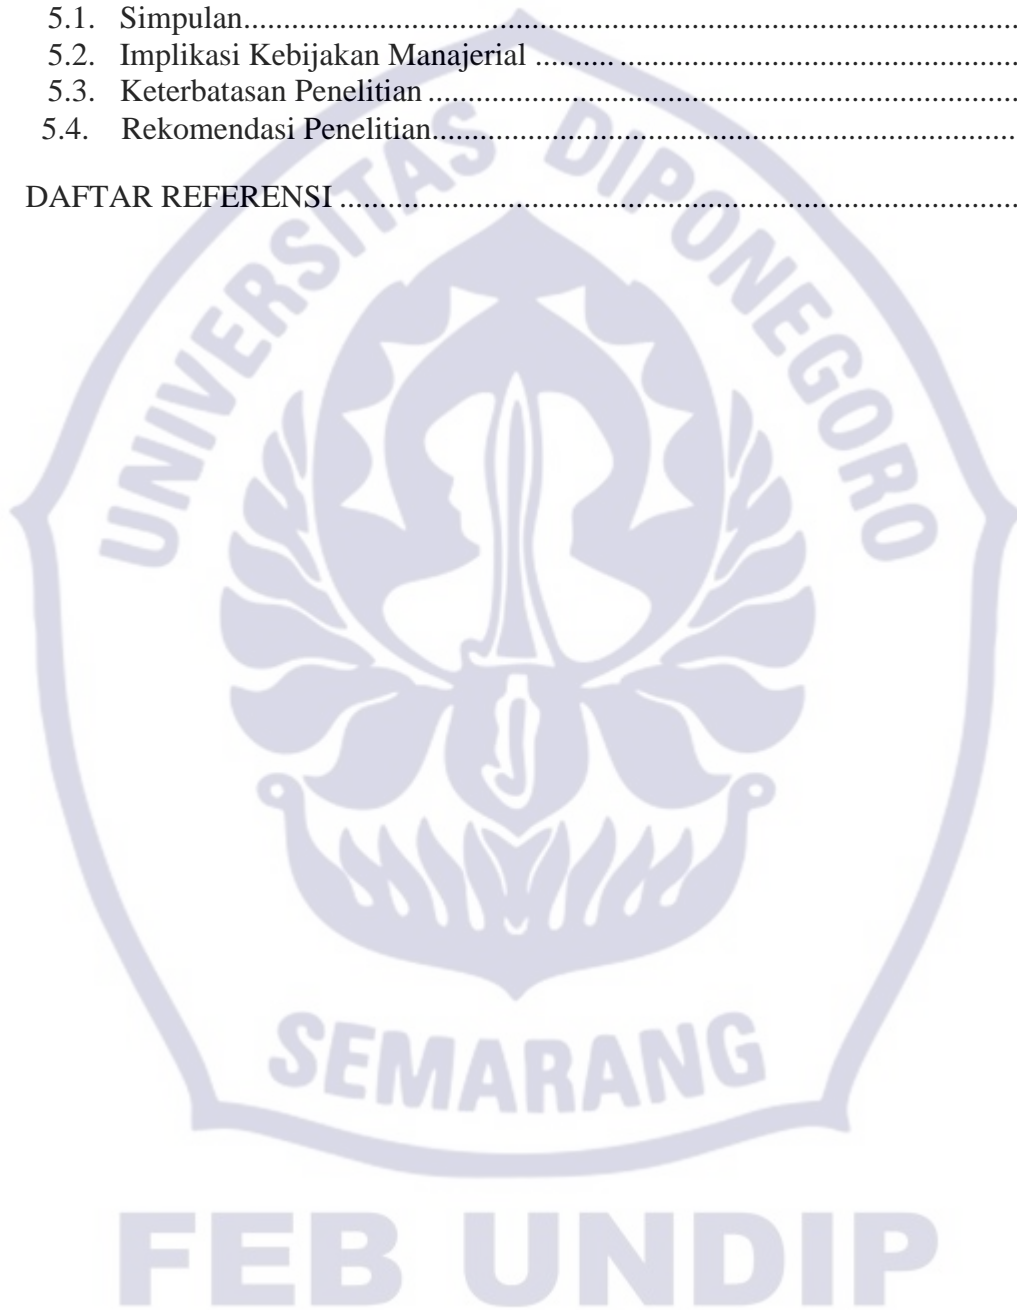 5.1. Simpulan..........................................................................................
5.2. Implikasi Kebijakan Manajerial .......... ..................................................
5.3. Keterbatasan Penelitian ..........................................................................
5.4. Rekomendasi Penelitian..........................................................................
DAFTAR REFERENSI .....................................................................................
UNIVERSITAS DIPONEGORO
SEMARANG
FEB UNDIP